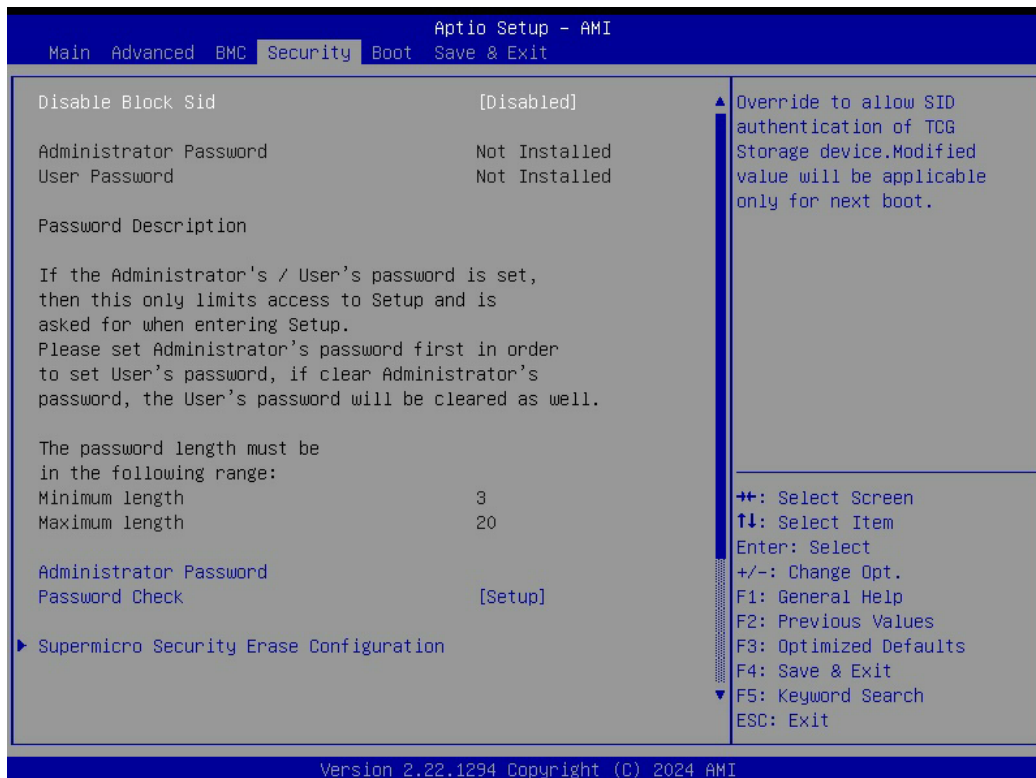 Aptio Setup – AMI
Main Advanced BMC Security Boot Save & Exit
Disable Block Sid [Disabled]
Administrator Password Not Installed
User Password Not Installed
Password Description
If the Administrator's / User's password is set,
then this only limits access to Setup and is
asked for when entering Setup.
Please set Administrator's password first in order
to set User's password, if clear Administrator's
password, the User's password will be cleared as well.
The password length must be
in the following range:
Minimum length 3
Maximum length 20
Administrator Password
Password Check [Setup]
▶ Supermicro Security Erase Configuration
Override to allow SID
authentication of TCG
Storage device.Modified
value will be applicable
only for next boot.
→←: Select Screen
↑↓: Select Item
Enter: Select
+/-: Change Opt.
F1: General Help
F2: Previous Values
F3: Optimized Defaults
F4: Save & Exit
F5: Keyword Search
ESC: Exit
Version 2.22.1294 Copyright (C) 2024 AMI